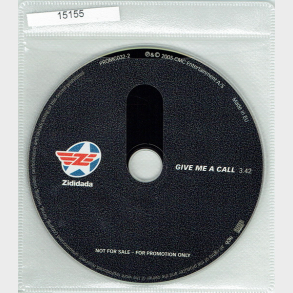 15155
PROMCD32-2
℗ & © 2005 CMC Entertainment A/S
Made in EU
Z
Zididada
GIVE ME A CALL 3.42
NOT FOR SALE - FOR PROMOTION ONLY